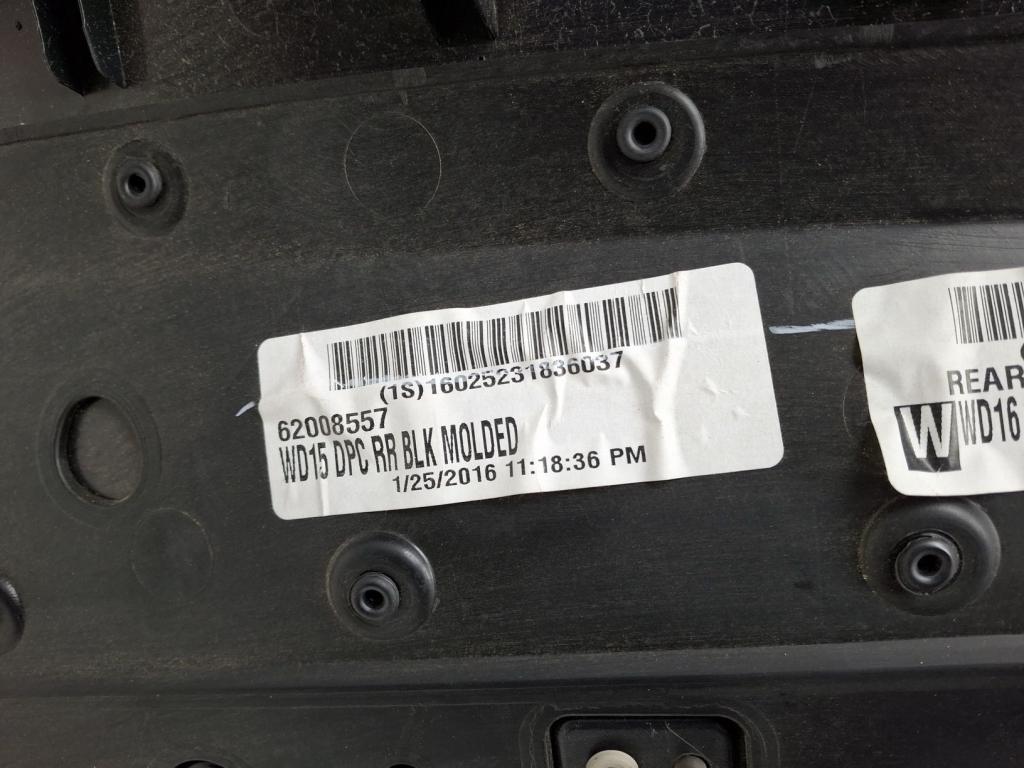 (1S)16025231836037
62008557
WD15 DPC RR BLK MOLDED
1/25/2016 11:18:36 PM
REAR
W
WD16